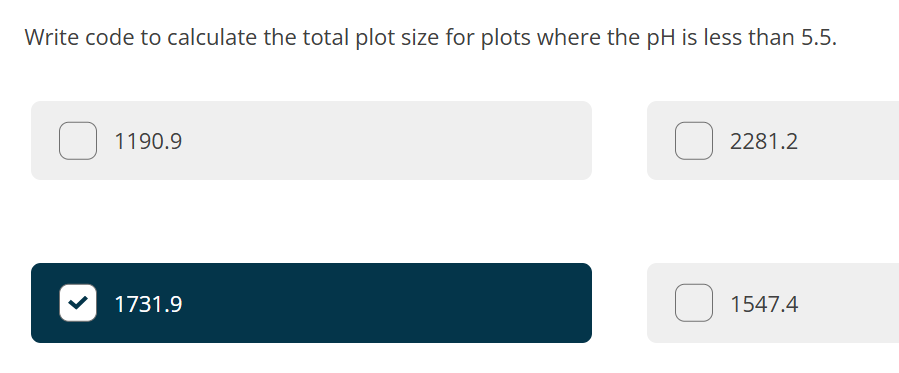 Write code to calculate the total plot size for plots where the pH is less than 5.5.
1190.9
2281.2
1731.9
1547.4